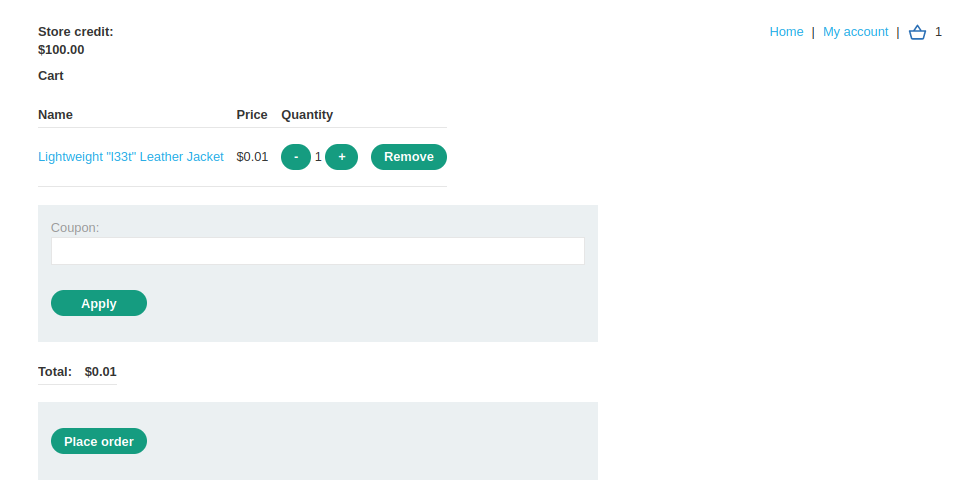 Store credit:
$100.00
Home | My account | 1
Cart
Name Price Quantity
Lightweight "l33t" Leather Jacket $0.01 - 1 + Remove
Coupon:
Apply
Total: $0.01
Place order